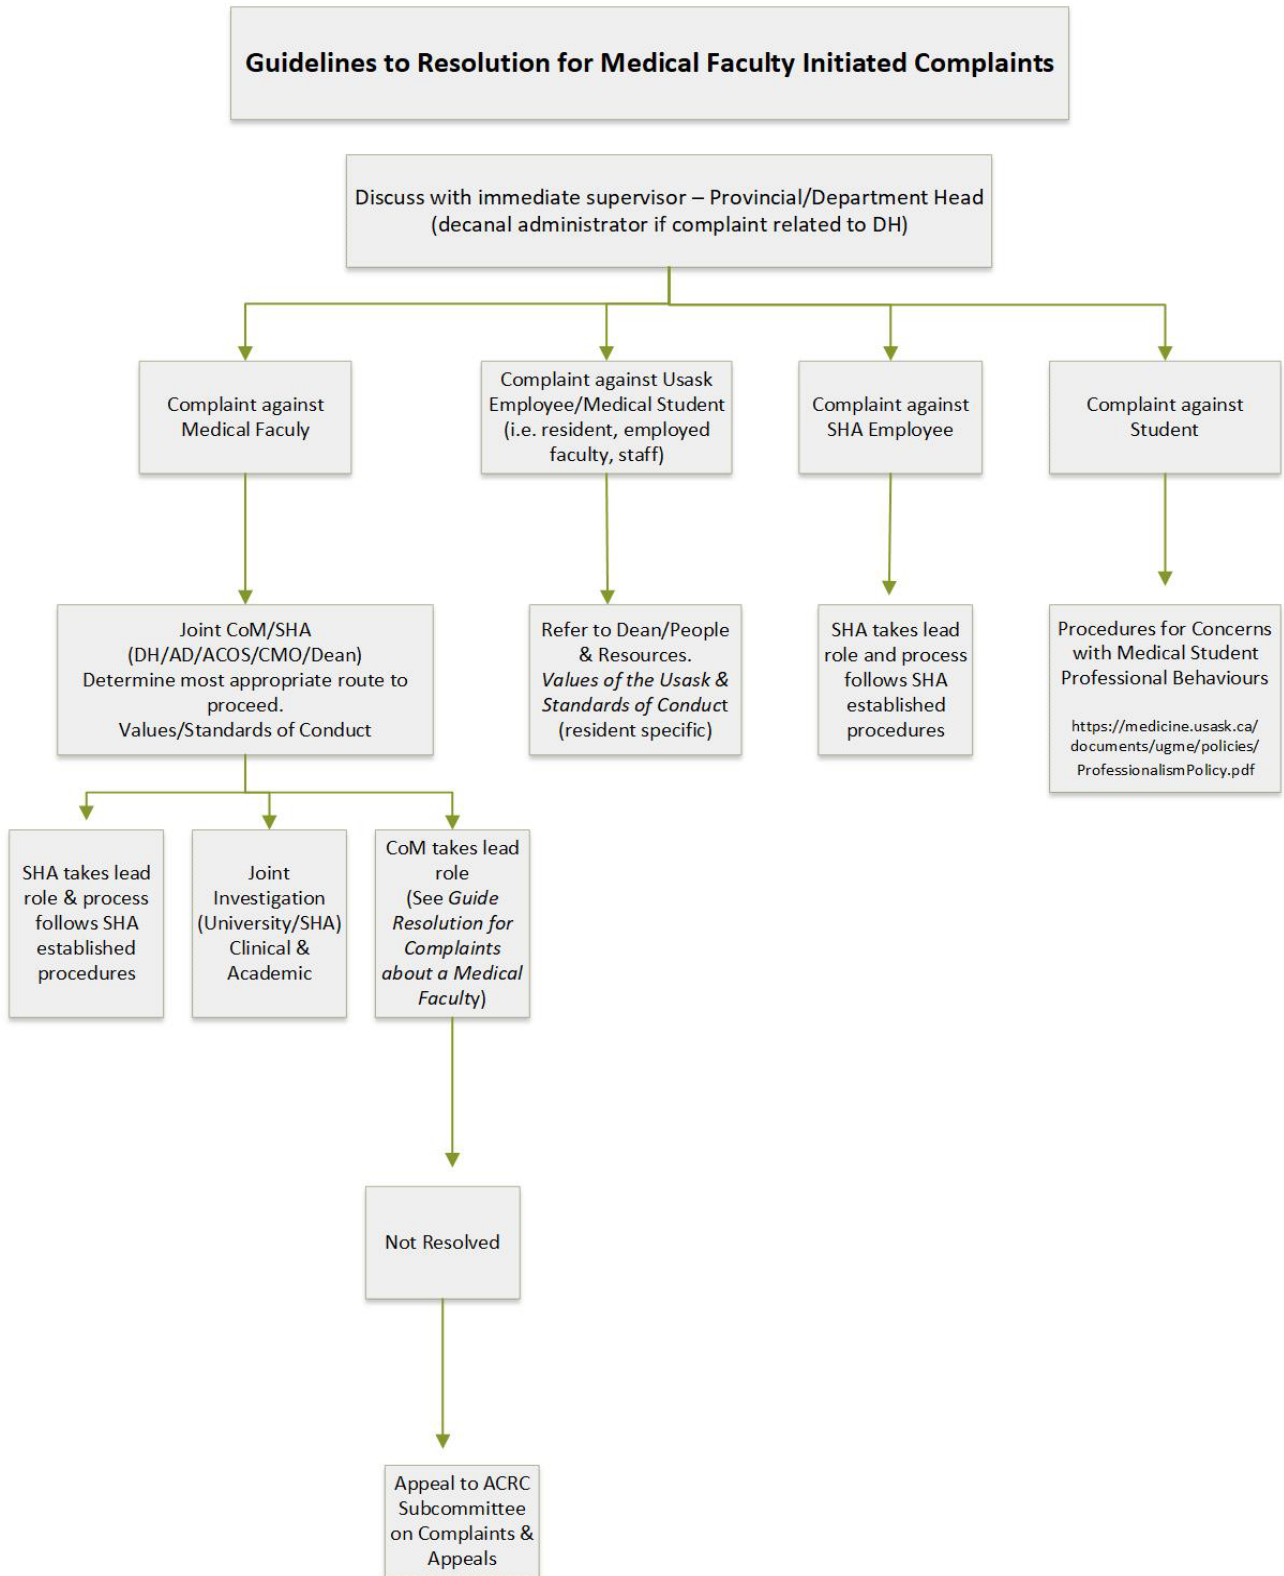 Guidelines to Resolution for Medical Faculty Initiated Complaints
Discuss with immediate supervisor – Provincial/Department Head
(decanal administrator if complaint related to DH)
Complaint against
Medical Faculy
Complaint against Usask
Employee/Medical Student
(i.e. resident, employed
faculty, staff)
Complaint against
SHA Employee
Complaint against
Student
Joint CoM/SHA
(DH/AD/ACOS/CMO/Dean)
Determine most appropriate route to
proceed.
Values/Standards of Conduct
Refer to Dean/People
& Resources.
Values of the Usask &
Standards of Conduct
(resident specific)
SHA takes lead
role and process
follows SHA
established
procedures
Procedures for Concerns
with Medical Student
Professional Behaviours
https://medicine.usask.ca/
documents/ugme/policies/
ProfessionalismPolicy.pdf
SHA takes lead
role & process
follows SHA
established
procedures
Joint
Investigation
(University/SHA)
Clinical &
Academic
CoM takes lead
role
(See Guide
Resolution for
Complaints
about a Medical
Faculty)
Not Resolved
Appeal to ACRC
Subcommittee
on Complaints &
Appeals